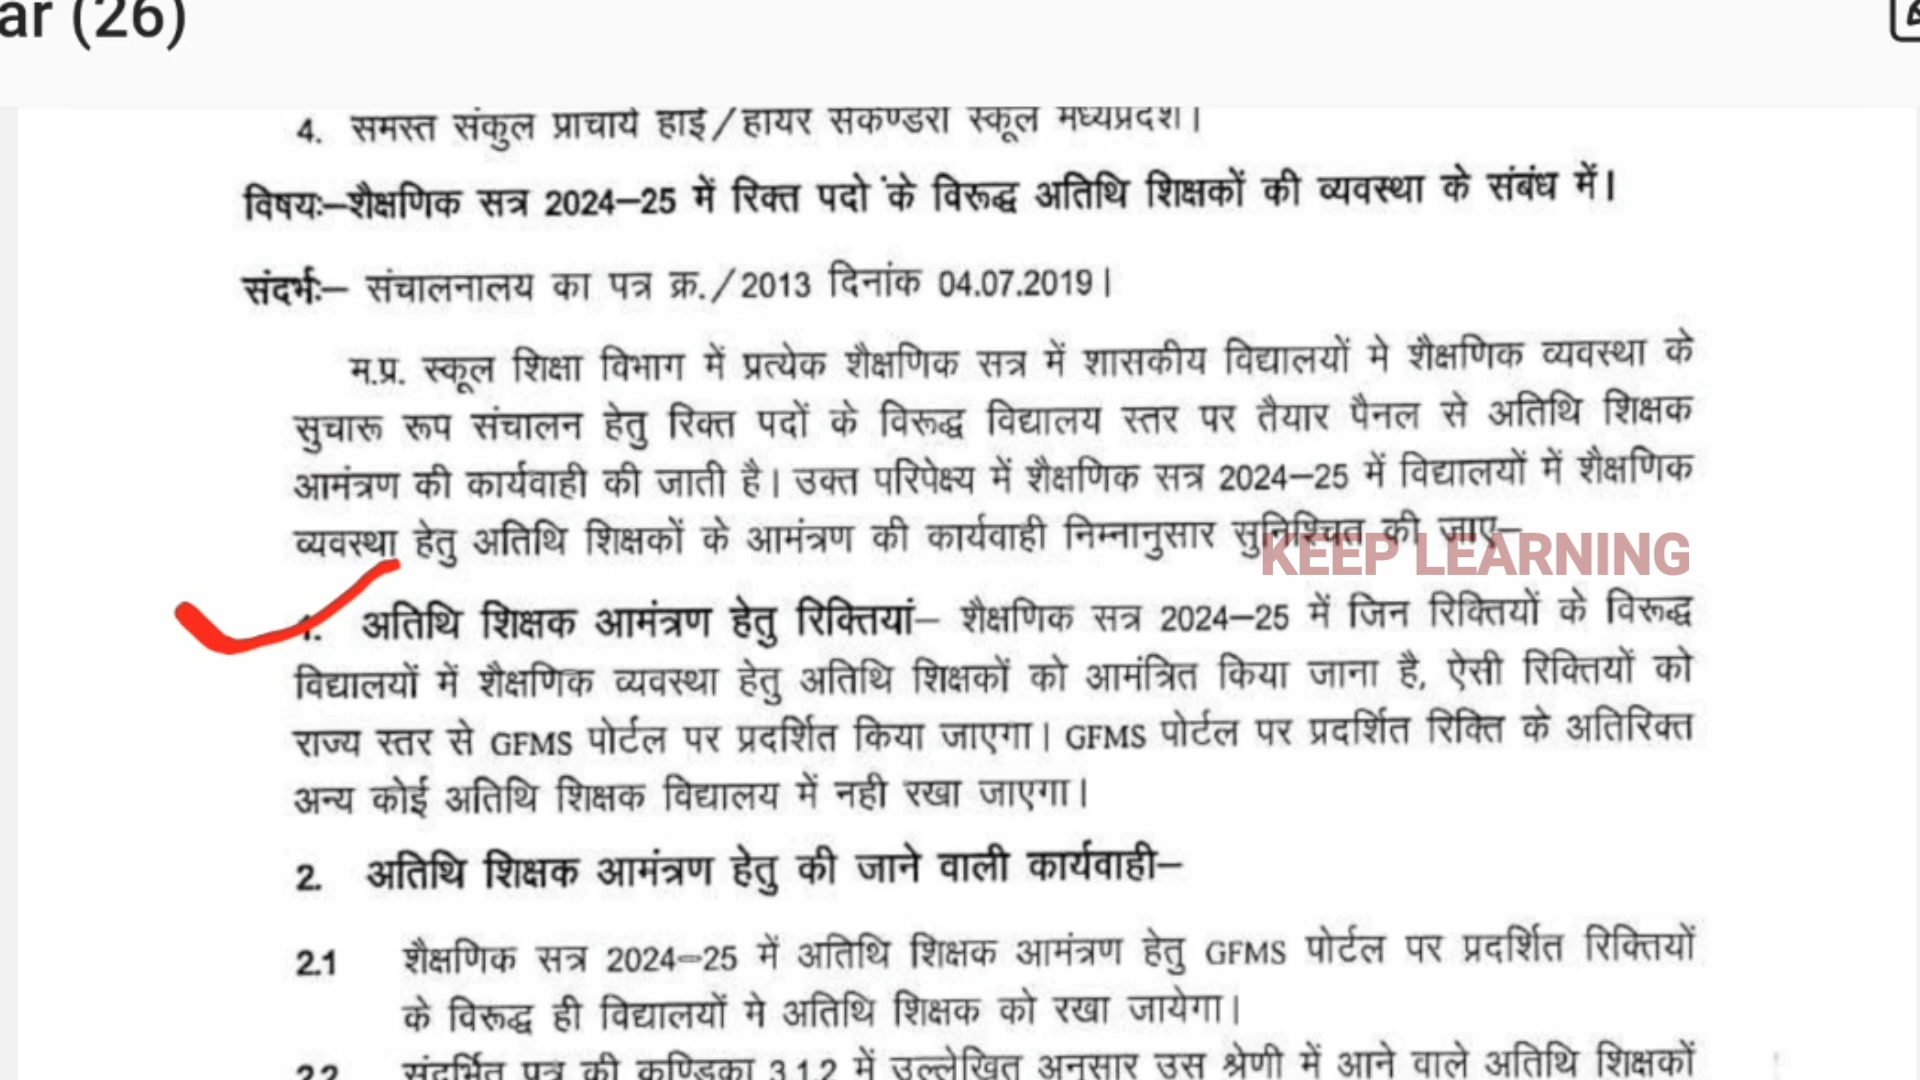 ar (26)
4. समस्त संकुल प्राचार्य हाई/हायर सेकेण्डरी स्कूल मध्यप्रदेश।
विषयः–शैक्षणिक सत्र 2024–25 में रिक्त पदो के विरूद्ध अतिथि शिक्षकों की व्यवस्था के संबंध में।
संदर्भः– संचालनालय का पत्र क्र./2013 दिनांक 04.07.2019।
म.प्र. स्कूल शिक्षा विभाग में प्रत्येक शैक्षणिक सत्र में शासकीय विद्यालयों मे शैक्षणिक व्यवस्था के
सुचारू रूप संचालन हेतु रिक्त पदों के विरूद्ध विद्यालय स्तर पर तैयार पैनल से अतिथि शिक्षक
आमंत्रण की कार्यवाही की जाती है। उक्त परिपेक्ष्य में शैक्षणिक सत्र 2024–25 में विद्यालयों में शैक्षणिक
व्यवस्था हेतु अतिथि शिक्षकों के आमंत्रण की कार्यवाही निम्नानुसार सुनिश्चित की जाए–
KEEP LEARNING
1. अतिथि शिक्षक आमंत्रण हेतु रिक्तियां– शैक्षणिक सत्र 2024–25 में जिन रिक्तियों के विरूद्ध
विद्यालयों में शैक्षणिक व्यवस्था हेतु अतिथि शिक्षकों को आमंत्रित किया जाना है, ऐसी रिक्तियों को
राज्य स्तर से GFMS पोर्टल पर प्रदर्शित किया जाएगा। GFMS पोर्टल पर प्रदर्शित रिक्ति के अतिरिक्त
अन्य कोई अतिथि शिक्षक विद्यालय में नही रखा जाएगा।
2. अतिथि शिक्षक आमंत्रण हेतु की जाने वाली कार्यवाही–
2.1 शैक्षणिक सत्र 2024–25 में अतिथि शिक्षक आमंत्रण हेतु GFMS पोर्टल पर प्रदर्शित रिक्तियों
के विरूद्ध ही विद्यालयों मे अतिथि शिक्षक को रखा जायेगा।
2.2 संदर्भित पत्र की कण्डिका 3.1.2 में उल्लेखित अनुसार उस श्रेणी में आने वाले अतिथि शिक्षकों